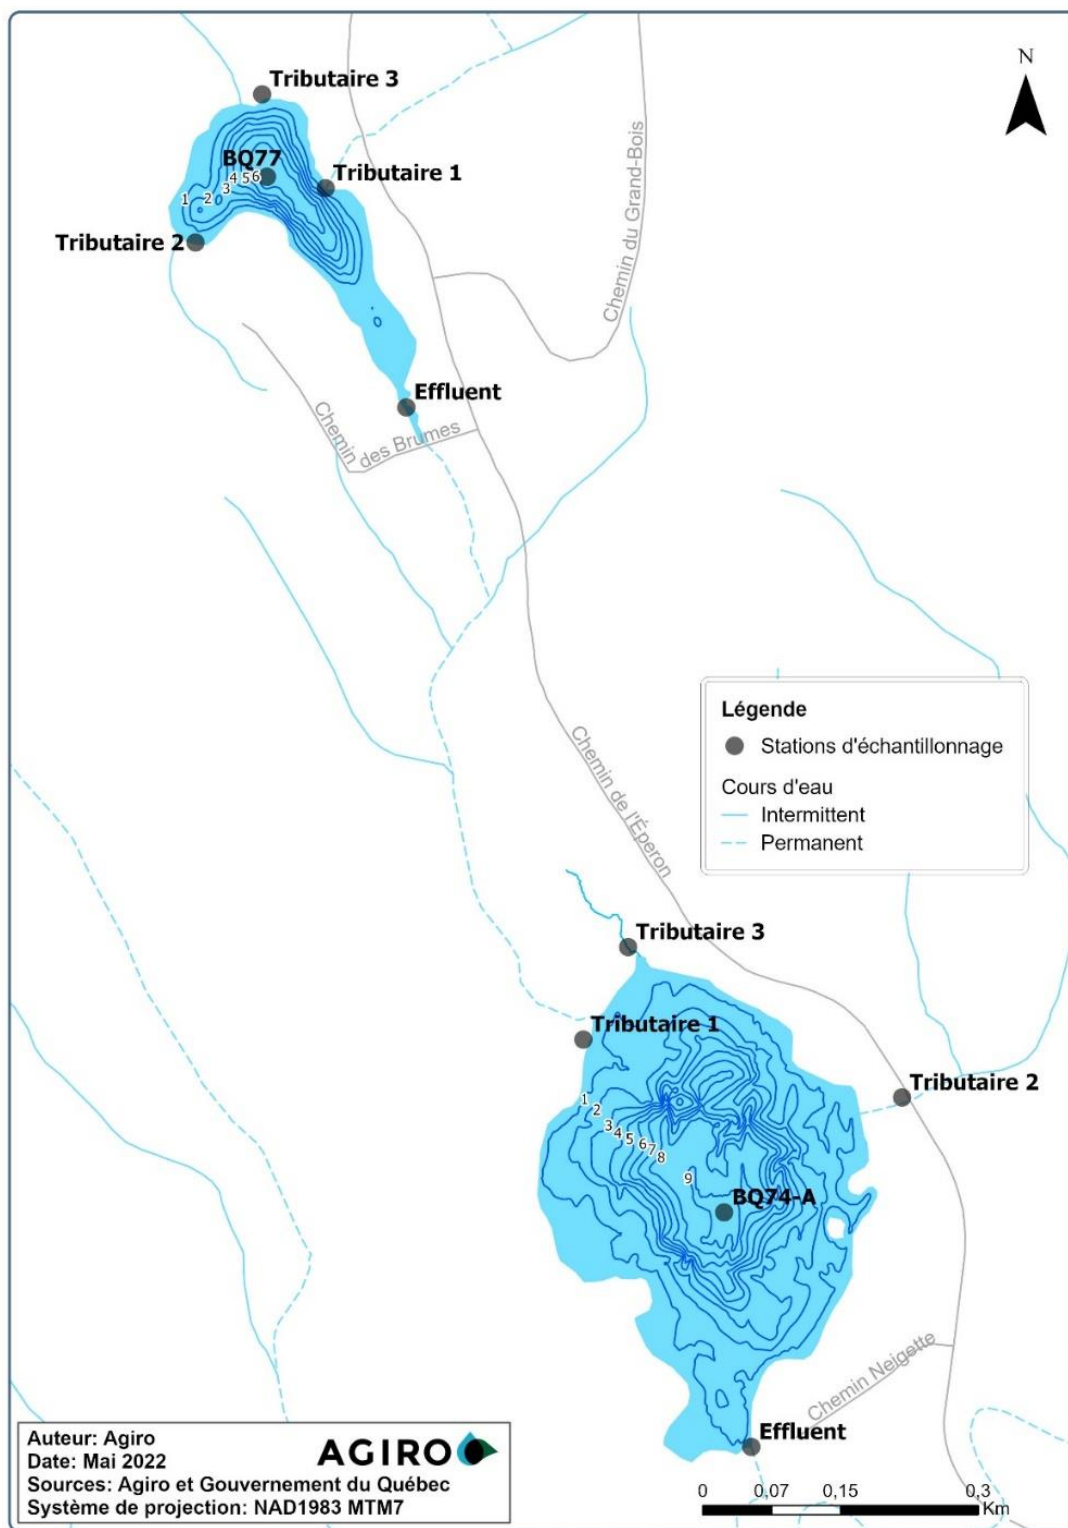 N
Tributaire 3
BQ77
Tributaire 1
1 2 3 4 5 6
Tributaire 2
Chemin du Grand-Bois
Effluent
Chemin
des Brumes
Légende
Stations d'échantillonnage
Cours d'eau
Intermittent
Permanent
Chemin de l'Éperon
Tributaire 3
Tributaire 1
Tributaire 2
1 2 3 4 5 6 7 8 9
BQ74-A
Chemin Neigette
Effluent
Auteur: Agiro
Date: Mai 2022
Sources: Agiro et Gouvernement du Québec
Système de projection: NAD1983 MTM7
AGIRO
0 0,07 0,15 0,3
Km